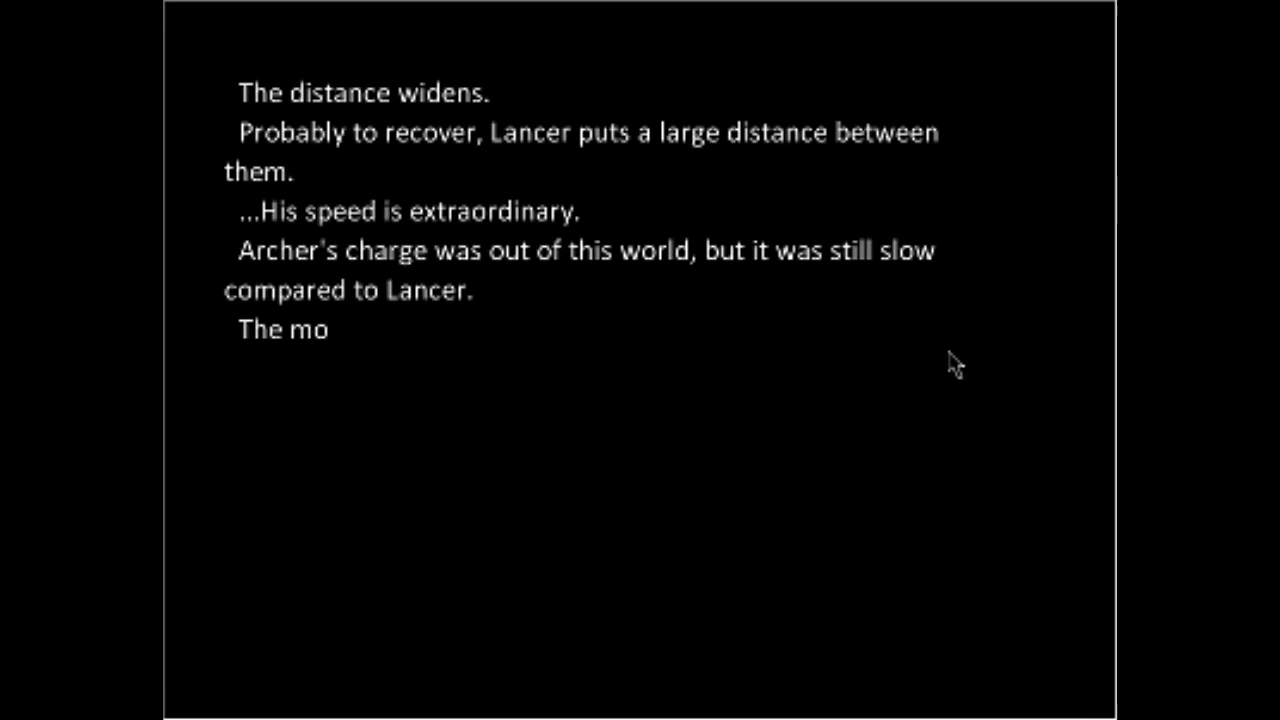 The distance widens.
Probably to recover, Lancer puts a large distance between
them.
...His speed is extraordinary.
Archer's charge was out of this world, but it was still slow
compared to Lancer.
The mo